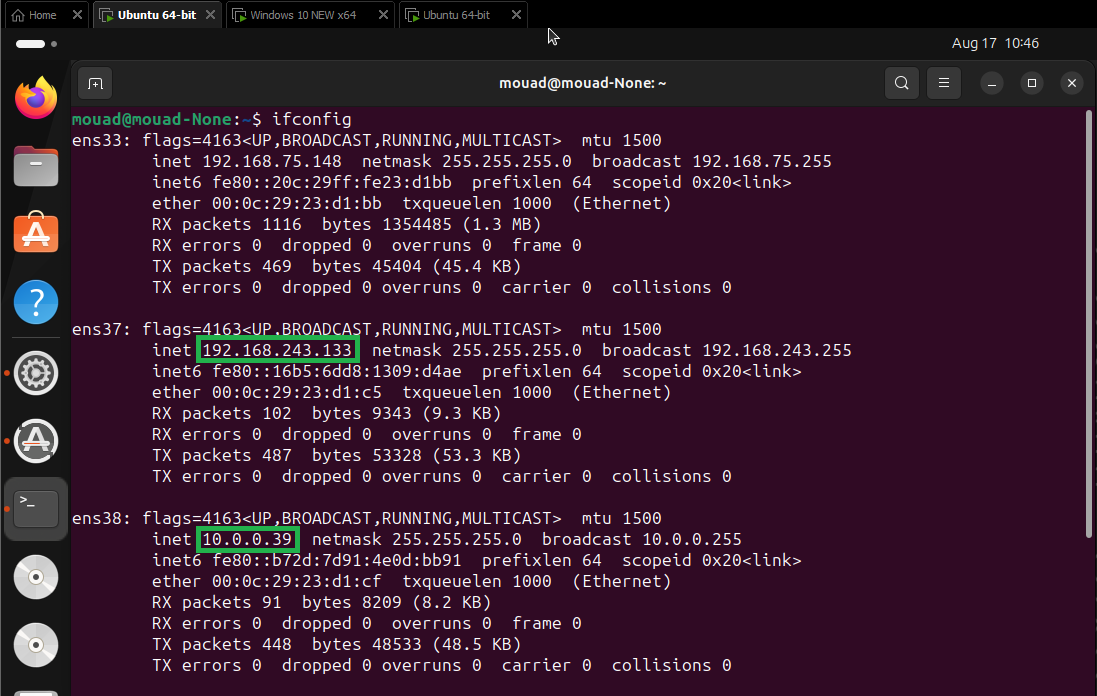 Home
Ubuntu 64-bit
Windows 10 NEW x64
Ubuntu 64-bit
Aug 17 10:46
mouad@mouad-None: ~
mouad@mouad-None:~$ ifconfig
ens33: flags=4163<UP,BROADCAST,RUNNING,MULTICAST>  mtu 1500
        inet 192.168.75.148  netmask 255.255.255.0  broadcast 192.168.75.255
        inet6 fe80::20c:29ff:fe23:d1bb  prefixlen 64  scopeid 0x20<link>
        ether 00:0c:29:23:d1:bb  txqueuelen 1000  (Ethernet)
        RX packets 1116  bytes 1354485 (1.3 MB)
        RX errors 0  dropped 0  overruns 0  frame 0
        TX packets 469  bytes 45404 (45.4 KB)
        TX errors 0  dropped 0 overruns 0  carrier 0  collisions 0
ens37: flags=4163<UP,BROADCAST,RUNNING,MULTICAST>  mtu 1500
        inet 192.168.243.133  netmask 255.255.255.0  broadcast 192.168.243.255
        inet6 fe80::16b5:6dd8:1309:d4ae  prefixlen 64  scopeid 0x20<link>
        ether 00:0c:29:23:d1:c5  txqueuelen 1000  (Ethernet)
        RX packets 102  bytes 9343 (9.3 KB)
        RX errors 0  dropped 0  overruns 0  frame 0
        TX packets 487  bytes 53328 (53.3 KB)
        TX errors 0  dropped 0 overruns 0  carrier 0  collisions 0
ens38: flags=4163<UP,BROADCAST,RUNNING,MULTICAST>  mtu 1500
        inet 10.0.0.39  netmask 255.255.255.0  broadcast 10.0.0.255
        inet6 fe80::b72d:7d91:4e0d:bb91  prefixlen 64  scopeid 0x20<link>
        ether 00:0c:29:23:d1:cf  txqueuelen 1000  (Ethernet)
        RX packets 91  bytes 8209 (8.2 KB)
        RX errors 0  dropped 0  overruns 0  frame 0
        TX packets 448  bytes 48533 (48.5 KB)
        TX errors 0  dropped 0 overruns 0  carrier 0  collisions 0